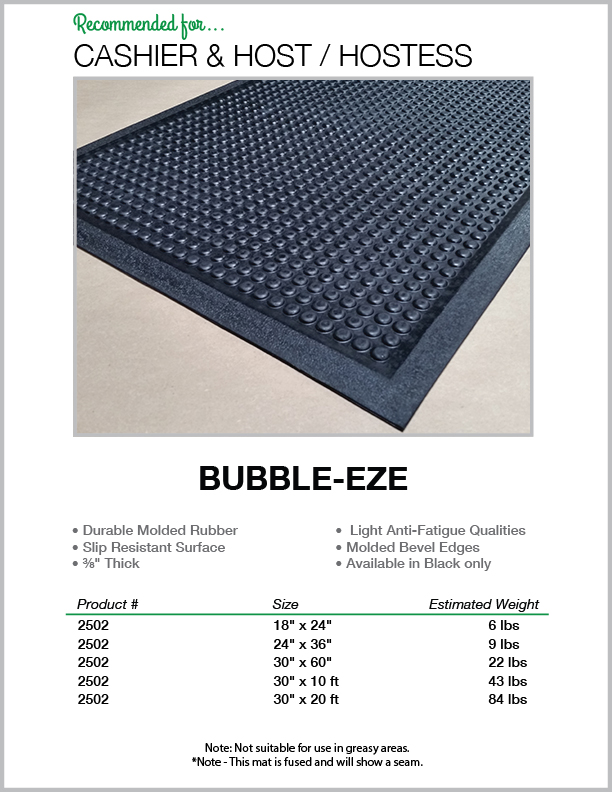 Recommended for...
CASHIER & HOST / HOSTESS
BUBBLE-EZE
• Durable Molded Rubber
• Slip Resistant Surface
• ⅜" Thick
• Light Anti-Fatigue Qualities
• Molded Bevel Edges
• Available in Black only
Product # Size Estimated Weight
2502 18" x 24" 6 lbs
2502 24" x 36" 9 lbs
2502 30" x 60" 22 lbs
2502 30" x 10 ft 43 lbs
2502 30" x 20 ft 84 lbs
Note: Not suitable for use in greasy areas.
*Note - This mat is fused and will show a seam.